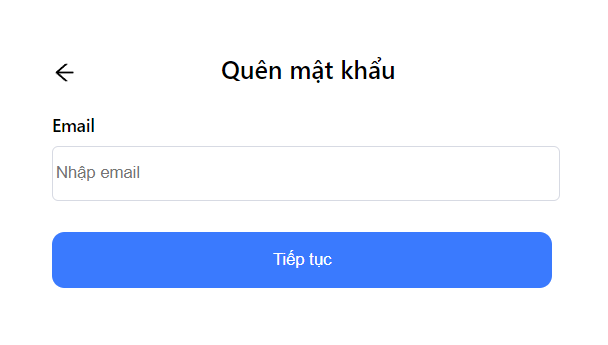 Quên mật khẩu
Email
Nhập email
Tiếp tục